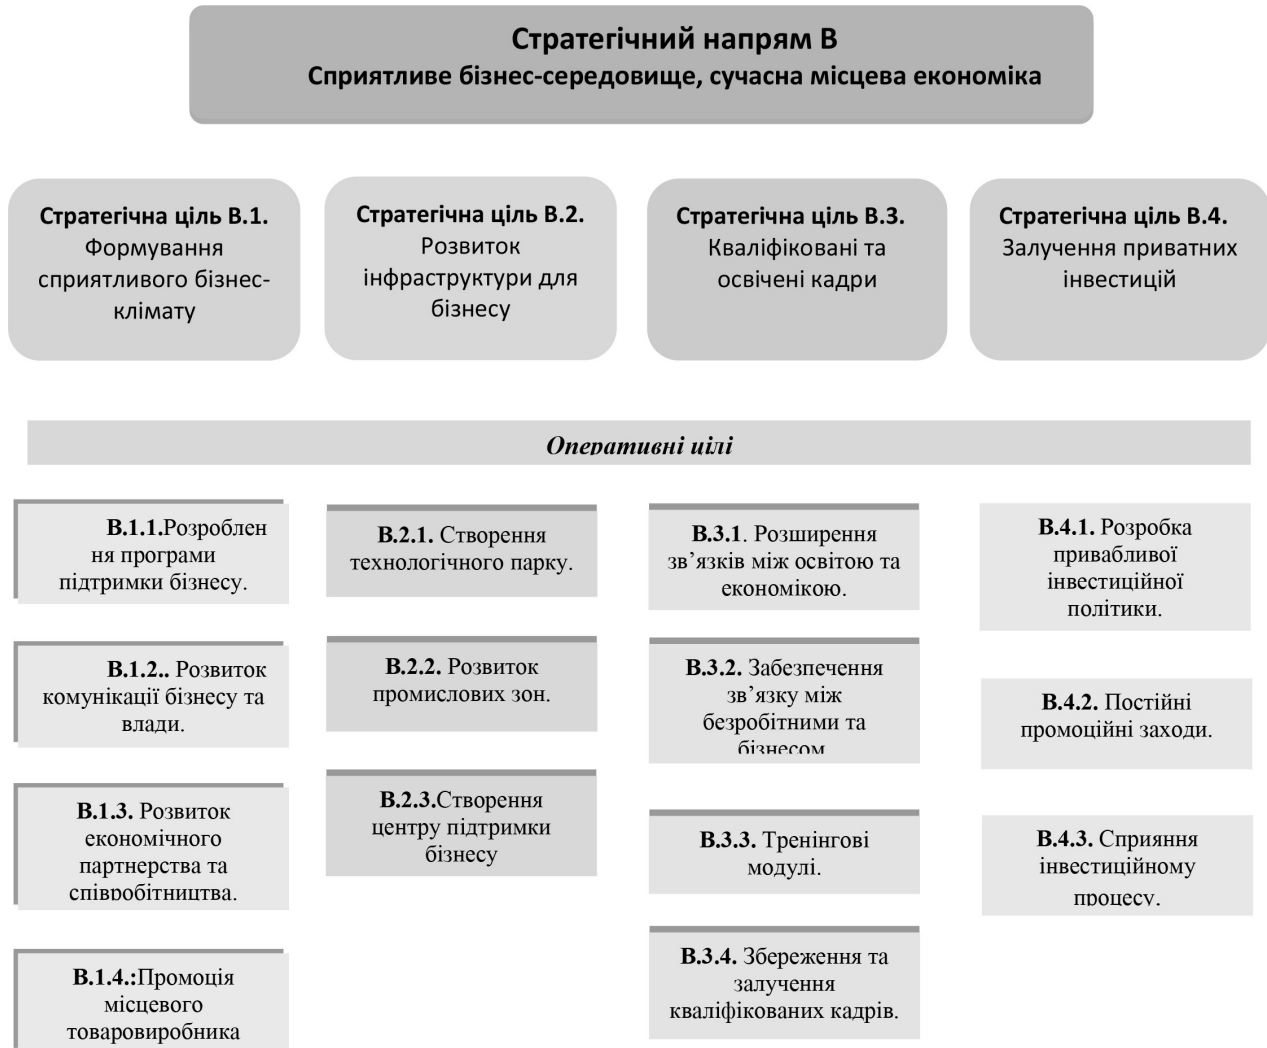 Стратегічний напрям В
Сприятливе бізнес-середовище, сучасна місцева економіка
Стратегічна ціль В.1.
Формування
сприятливого бізнес-
клімату
Стратегічна ціль В.2.
Розвиток
інфраструктури для
бізнесу
Стратегічна ціль В.3.
Кваліфіковані та
освічені кадри
Стратегічна ціль В.4.
Залучення приватних
інвестицій
Оперативні цілі
В.1.1.Розроблен
ня програми
підтримки бізнесу.
В.1.2.. Розвиток
комунікації бізнесу та
влади.
В.1.3. Розвиток
економічного
партнерства та
співробітництва.
В.1.4.:Промоція
місцевого
товаровиробника
В.2.1. Створення
технологічного парку.
В.2.2. Розвиток
промислових зон.
В.2.3.Створення
центру підтримки
бізнесу
В.3.1. Розширення
зв’язків між освітою та
економікою.
В.3.2. Забезпечення
зв’язку між
безробітними та
бізнесом
В.3.3. Тренінгові
модулі.
В.3.4. Збереження та
залучення
кваліфікованих кадрів.
В.4.1. Розробка
привабливої
інвестиційної
політики.
В.4.2. Постійні
промоційні заходи.
В.4.3. Сприяння
інвестиційному
процесу.